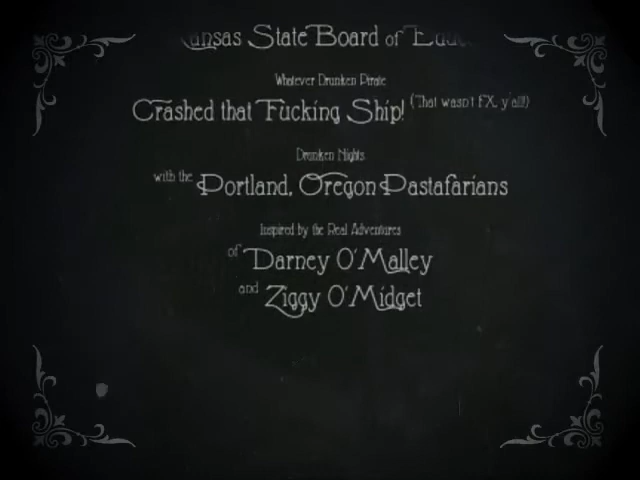 Kansas State Board of Educ
Whatever Drunken Pirate
Crashed that Fucking Ship! (That wasn't FX, y'all!)
Drunken Nights
with the Portland, Oregon Pastafarians
Inspired by the Real Adventures
of Darney O'Malley
and Ziggy O'Midget